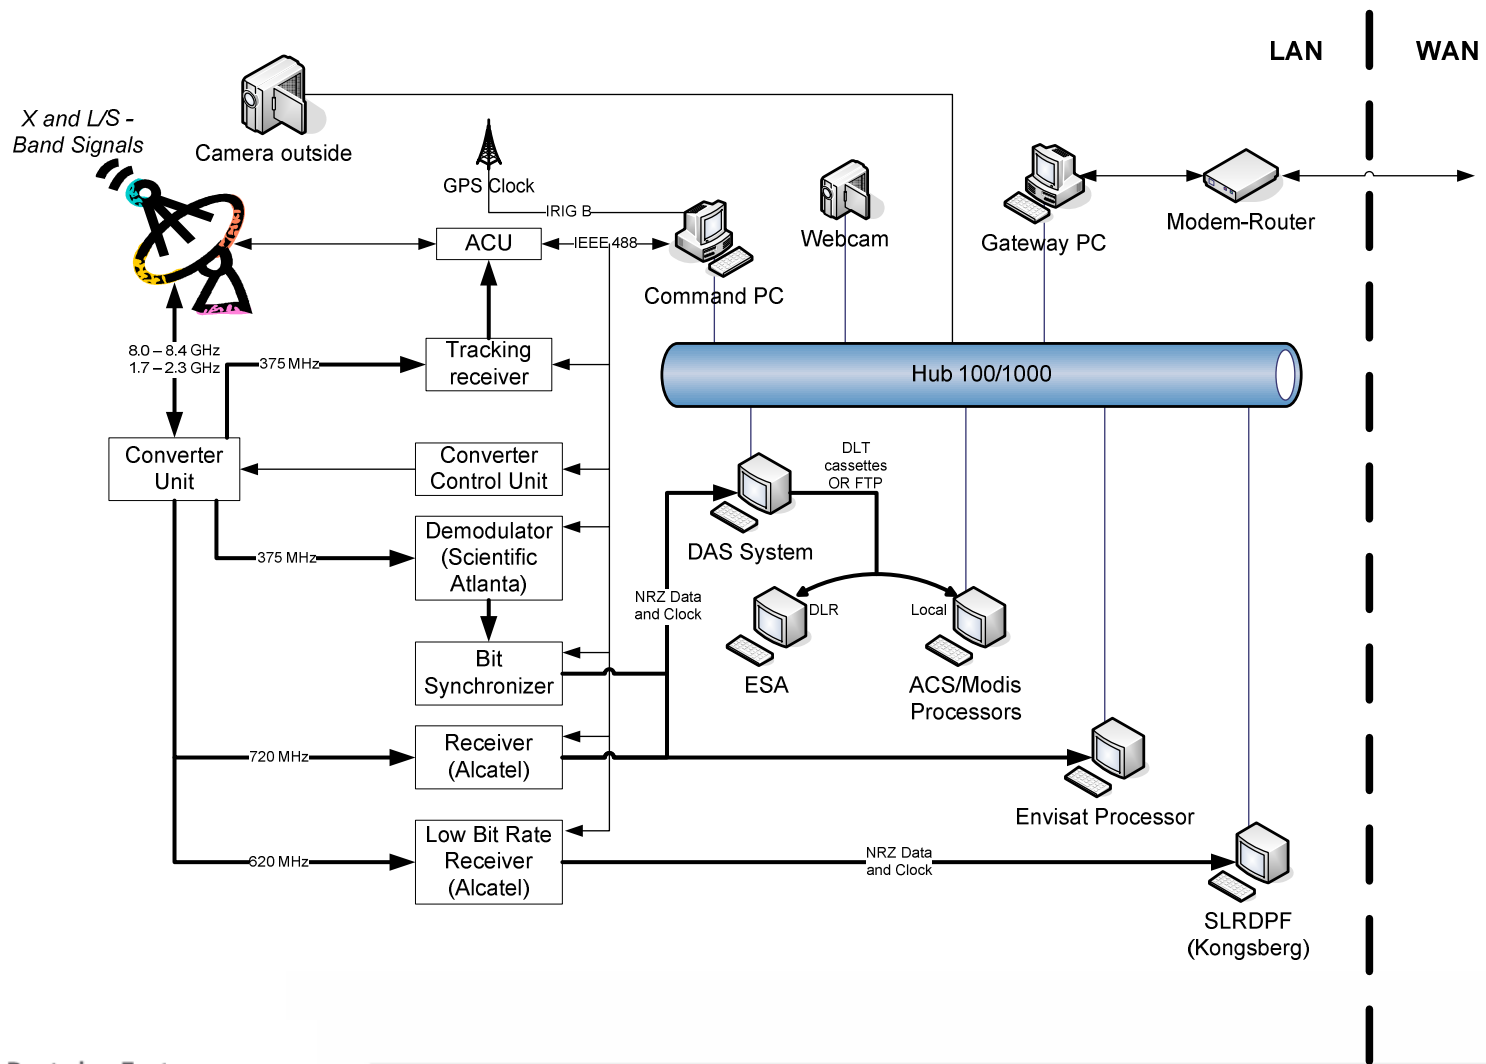 LAN
WAN
X and L/S -
Band Signals
Camera outside
GPS Clock
IRIG B
ACU
IEEE 488
Command PC
Webcam
Gateway PC
Modem-Router
8.0 – 8.4 GHz
1.7 – 2.3 GHz
375 MHz
Tracking
receiver
Hub 100/1000
Converter
Unit
Converter
Control Unit
DLT
cassettes
OR FTP
375 MHz
Demodulator
(Scientific
Atlanta)
DAS System
NRZ Data
and Clock
DLR
Local
Bit
Synchronizer
ESA
ACS/Modis
Processors
720 MHz
Receiver
(Alcatel)
Envisat Processor
620 MHz
Low Bit Rate
Receiver
(Alcatel)
NRZ Data
and Clock
SLRDPF
(Kongsberg)